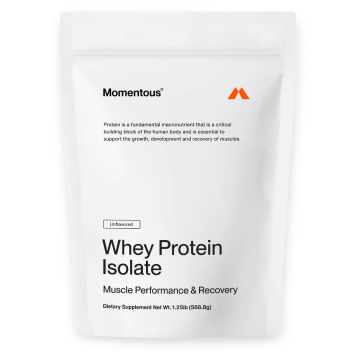 Momentous®
Protein is a fundamental macronutrient that is a critical
building block of the human body and is essential to
support the growth, development and recovery of muscles.
Unflavored
Whey Protein
Isolate
Muscle Performance & Recovery
Dietary Supplement Net Wt. 1.25lb (568.8g)